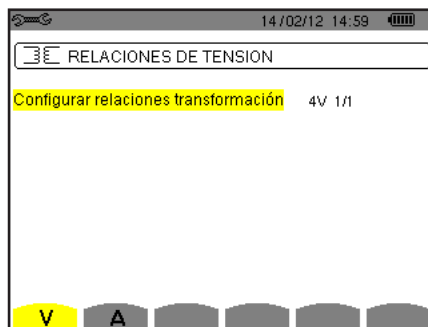 14/02/12 14:59
RELACIONES DE TENSION
Configurar relaciones transformación 4V 1/1
V A